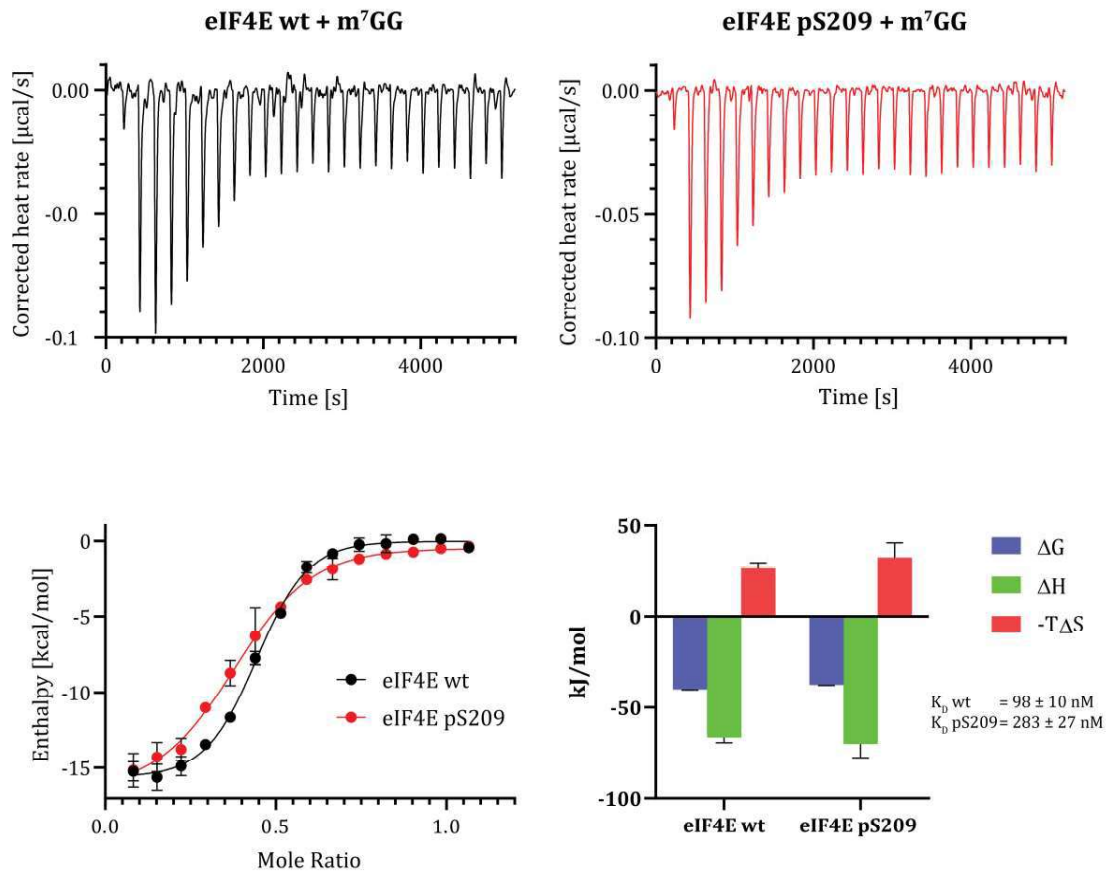 eIF4E wt + m⁷GG
Corrected heat rate [µcal/s]
0.00
-0.0
-0.1
0
2000
4000
Time [s]
eIF4E pS209 + m⁷GG
Corrected heat rate [µcal/s]
0.00
-0.05
-0.10
0
2000
4000
Time [s]
Enthalpy [kcal/mol]
0
-5
-10
-15
0.0
0.5
1.0
Mole Ratio
eIF4E wt
eIF4E pS209
kJ/mol
50
0
-50
-100
eIF4E wt
eIF4E pS209
ΔG
ΔH
-TΔS
K_D wt = 98 ± 10 nM
K_D pS209 = 283 ± 27 nM